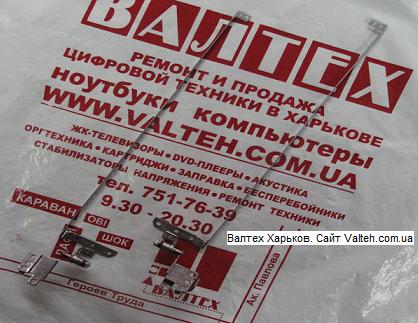 ВАЛТЕХ
РЕМОНТ И ПРОДАЖА
ЦИФРОВОЙ ТЕХНИКИ В ХАРЬКОВЕ
НОУТБУКИ КОМПЬЮТЕРЫ
WWW.VALTEH.COM.UA
ЖК-ТЕЛЕВИЗОРЫ • DVD-ПЛЕЕРЫ • АКУСТИКА
ОРГТЕХНИКА • КАРТРИДЖИ • ЗАПРАВКА • БЕСПЕРЕБОЙНИКИ
СТАБИЛИЗАТОРЫ НАПРЯЖЕНИЯ • РЕМОНТ ТЕХНИКИ
Тел. 751-76-39
9.30 - 20.30
КАРАВАН
ОВІ
ШОК
ВАЛТЕХ
Героев Труда
Ак. Павлова
Валтех Харьков. Сайт Valteh.com.ua